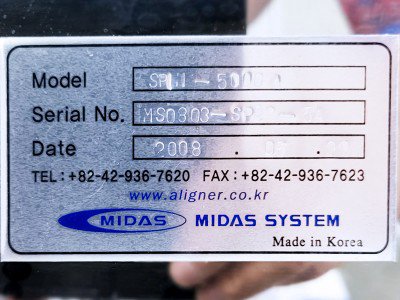 Model
Serial No.
Date 2008
TEL : +82-42-936-7620 FAX : +82-42-936-7623
www.aligner.co.kr
MIDAS MIDAS SYSTEM
Made in Korea